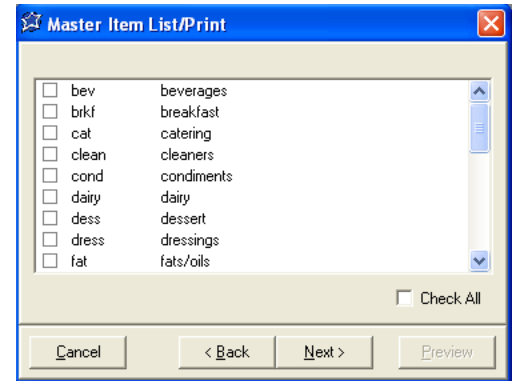 Master Item List/Print
bev beverages
brkf breakfast
cat catering
clean cleaners
cond condiments
dairy dairy
dess dessert
dress dressings
fat fats/oils
Check All
Cancel < Back Next > Preview